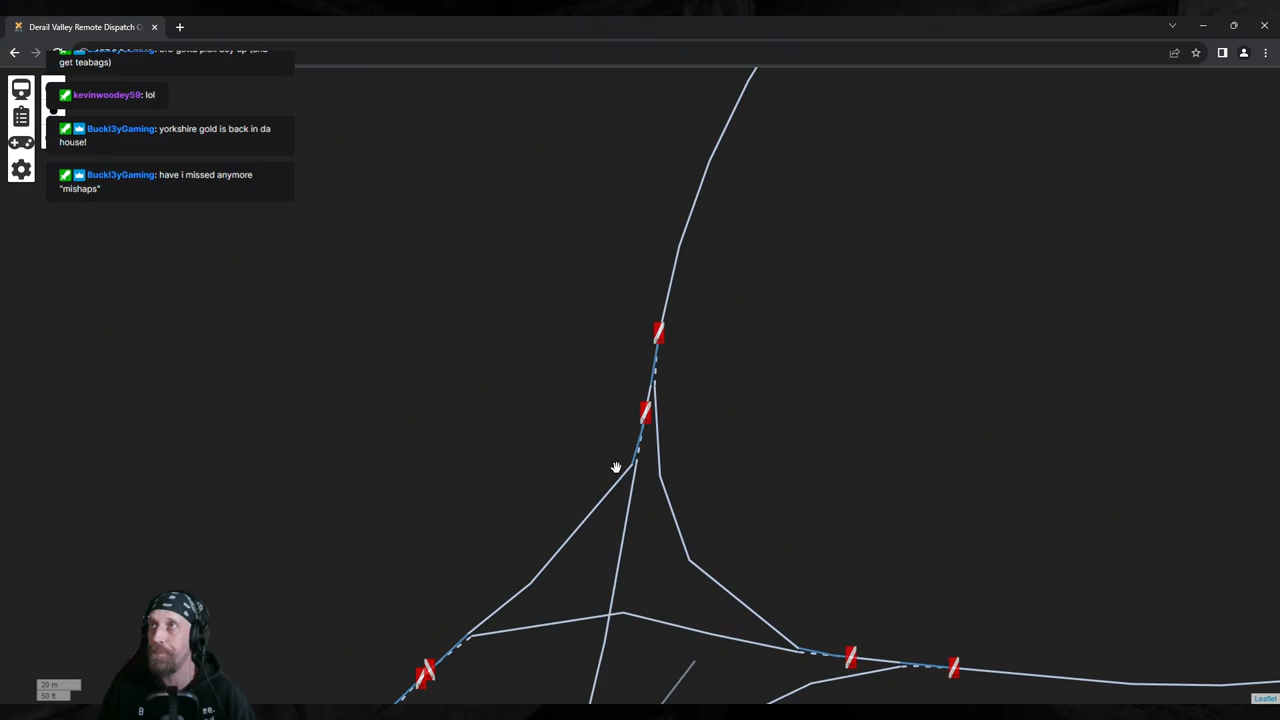 Derail Valley Remote Dispatch C
get teabags)
kevinwoodey59: lol
Buckl3yGaming: yorkshire gold is back in da
house!
Buckl3yGaming: have i missed anymore
"mishaps"
20 m
50 ft
Leaflet